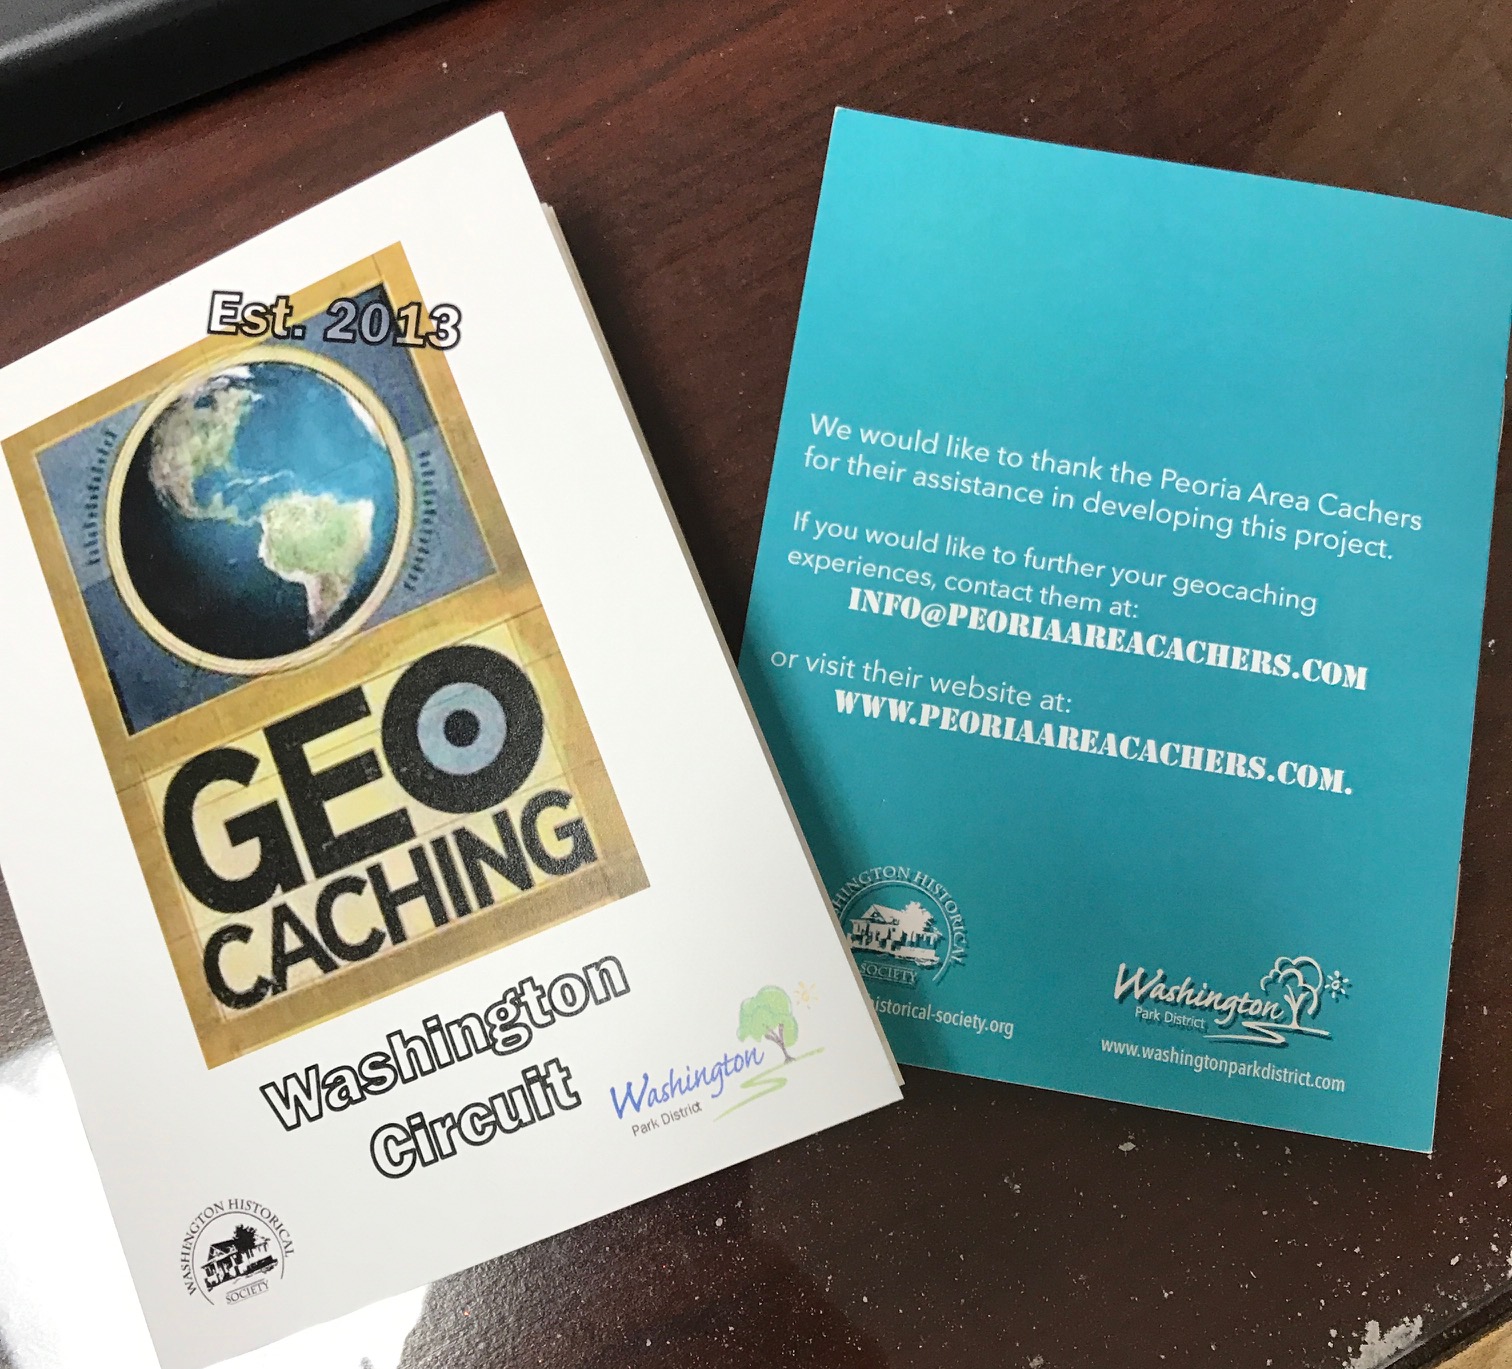 Est. 2013
GEO
CACHING
Washington
Circuit
Washington
Park District
WASHINGTON HISTORICAL
SOCIETY
We would like to thank the Peoria Area Cachers
for their assistance in developing this project.
If you would like to further your geocaching
experiences, contact them at:
INFO@PEORIAAREACACHERS.COM
or visit their website at:
WWW.PEORIAAREACACHERS.COM.
HISTORICAL
SOCIETY
historical-society.org
Washington
Park District
www.washingtonparkdistrict.com